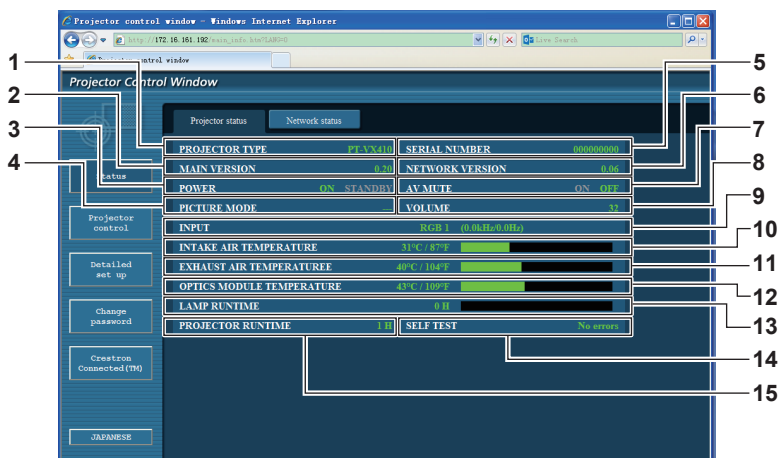 Projector control window - Windows Internet Explorer
http://172.16.161.192/main_info.htm?LANG=0
Live Search
Projector control window
Projector Control Window
Projector status Network status
1 PROJECTOR TYPE PT-VX410 SERIAL NUMBER 000000000 5
2 MAIN VERSION 0.20 NETWORK VERSION 0.06 6
3 POWER ON STANDBY AV MUTE ON OFF 7
4 PICTURE MODE — VOLUME 32 8
INPUT RGB 1 (0.0kHz/0.0Hz) 9
INTAKE AIR TEMPERATURE 31°C / 87°F 10
EXHAUST AIR TEMPERATUREE 40°C / 104°F 11
OPTICS MODULE TEMPERATURE 43°C / 109°F 12
LAMP RUNTIME 0 H 13
PROJECTOR RUNTIME 1 H SELF TEST No errors 14
15
Status
Projector
control
Detailed
set up
Change
password
Crestron
Connected(TM)
JAPANESE